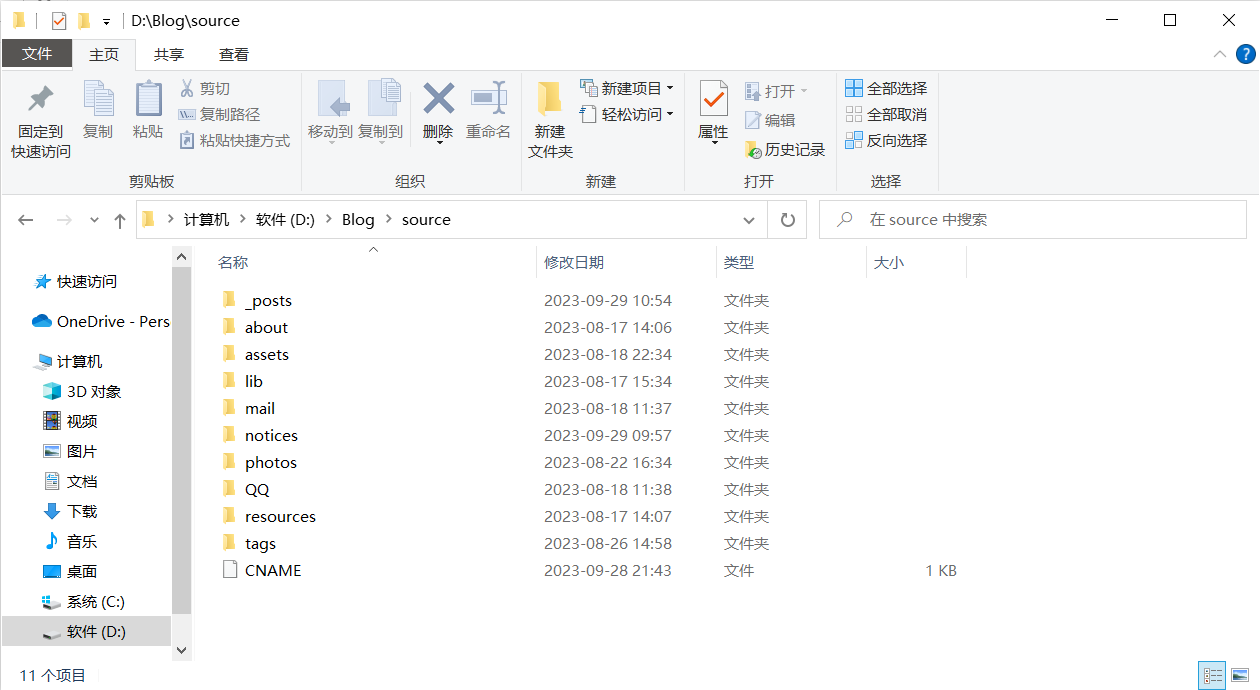 D:\Blog\source
文件 主页 共享 查看
固定到
快速访问
复制
粘贴
剪切
复制路径
粘贴快捷方式
剪贴板
移动到
复制到
删除
重命名
组织
新建
文件夹
新建项目
轻松访问
新建
属性
打开
编辑
历史记录
打开
全部选择
全部取消
反向选择
选择
计算机 软件 (D:) Blog source
在 source 中搜索
快速访问
OneDrive - Pers
计算机
3D 对象
视频
图片
文档
下载
音乐
桌面
系统 (C:)
软件 (D:)
名称 修改日期 类型 大小
_posts 2023-09-29 10:54 文件夹
about 2023-08-17 14:06 文件夹
assets 2023-08-18 22:34 文件夹
lib 2023-08-17 15:34 文件夹
mail 2023-08-18 11:37 文件夹
notices 2023-09-29 09:57 文件夹
photos 2023-08-22 16:34 文件夹
QQ 2023-08-18 11:38 文件夹
resources 2023-08-17 14:07 文件夹
tags 2023-08-26 14:58 文件夹
CNAME 2023-09-28 21:43 文件 1 KB
11 个项目